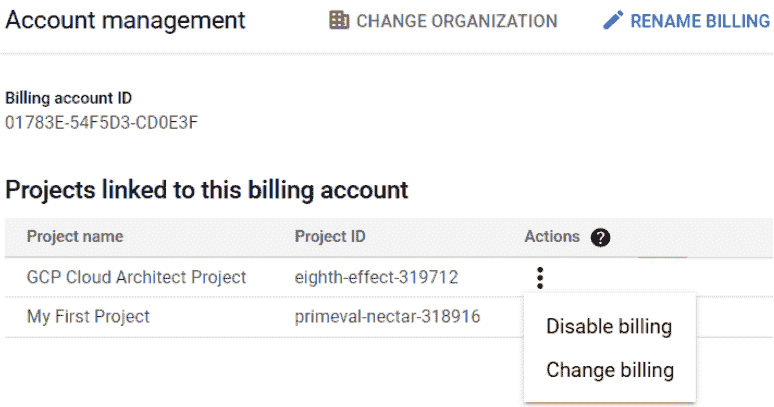 Account management CHANGE ORGANIZATION RENAME BILLING
Billing account ID
01783E-54F5D3-CD0E3F
Projects linked to this billing account
Project name Project ID Actions ?
GCP Cloud Architect Project eighth-effect-319712
My First Project primeval-nectar-318916
Disable billing
Change billing